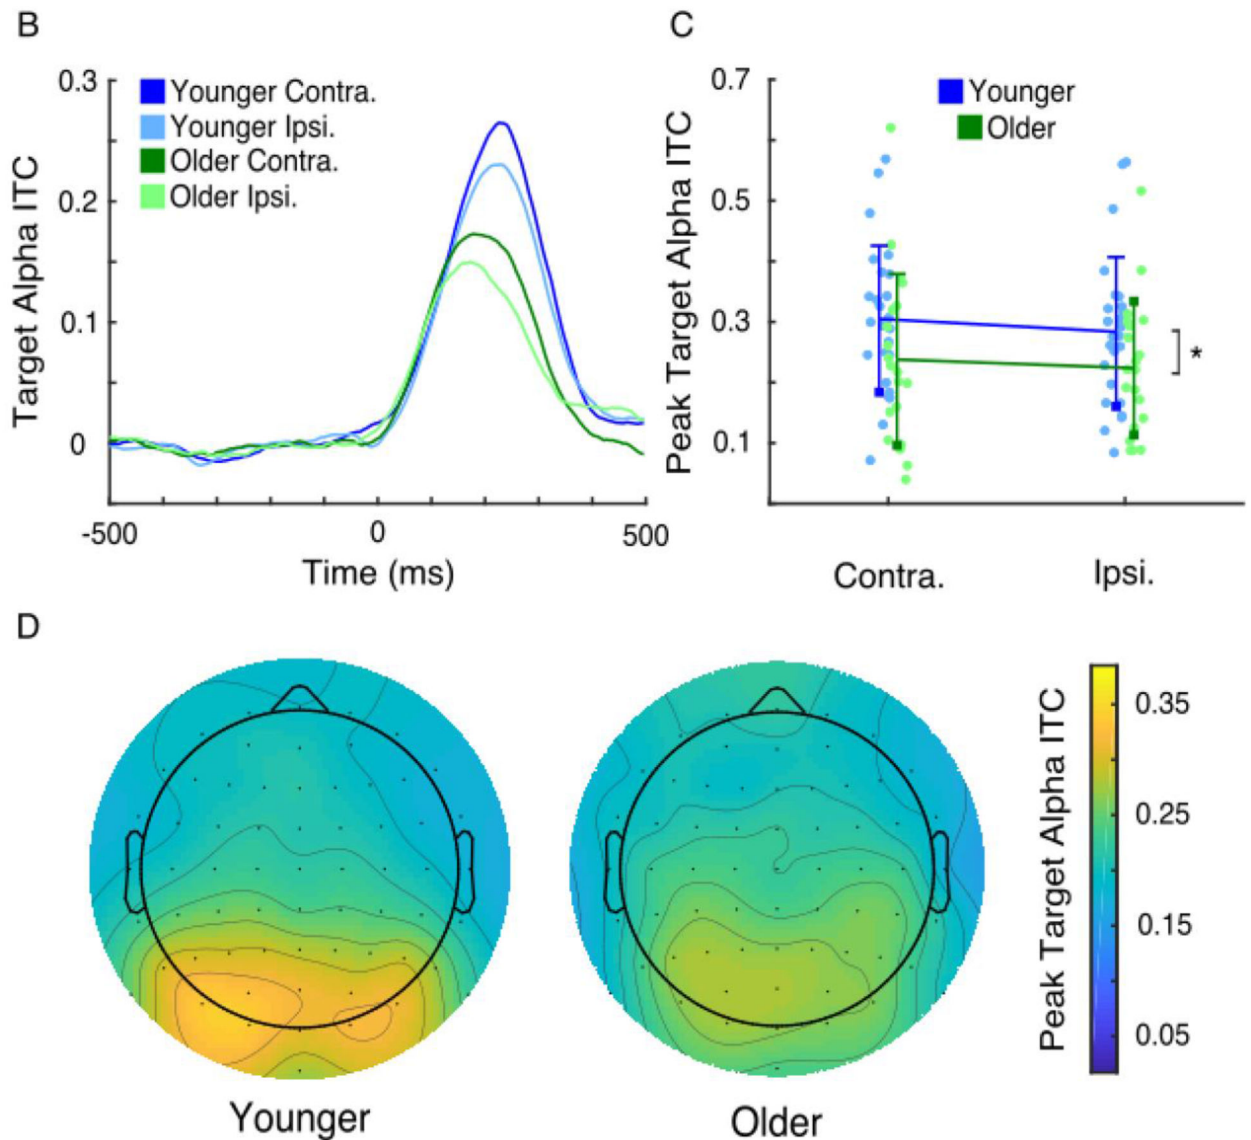 B
0.3
0.2
0.1
0
Target Alpha ITC
Younger Contra.
Younger Ipsi.
Older Contra.
Older Ipsi.
-500
0
500
Time (ms)
C
0.7
0.5
0.3
0.1
Peak Target Alpha ITC
Younger
Older
*
Contra.
Ipsi.
D
Younger
Older
Peak Target Alpha ITC
0.35
0.25
0.15
0.05